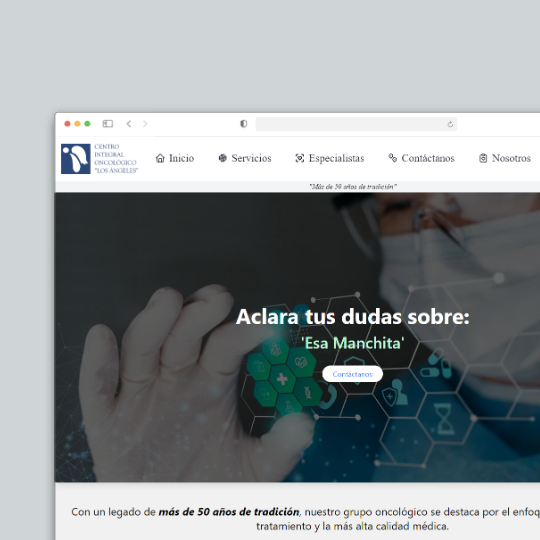 CENTRO
INTEGRAL
ONCOLÓGICO
"LOS ANGELES"
Inicio
Servicios
Especialistas
Contáctanos
Nosotros
"Más de 50 años de tradición"
Aclara tus dudas sobre:
'Esa Manchita'
Contáctanos
Con un legado de más de 50 años de tradición, nuestro grupo oncológico se destaca por el enfoq
tratamiento y la más alta calidad médica.